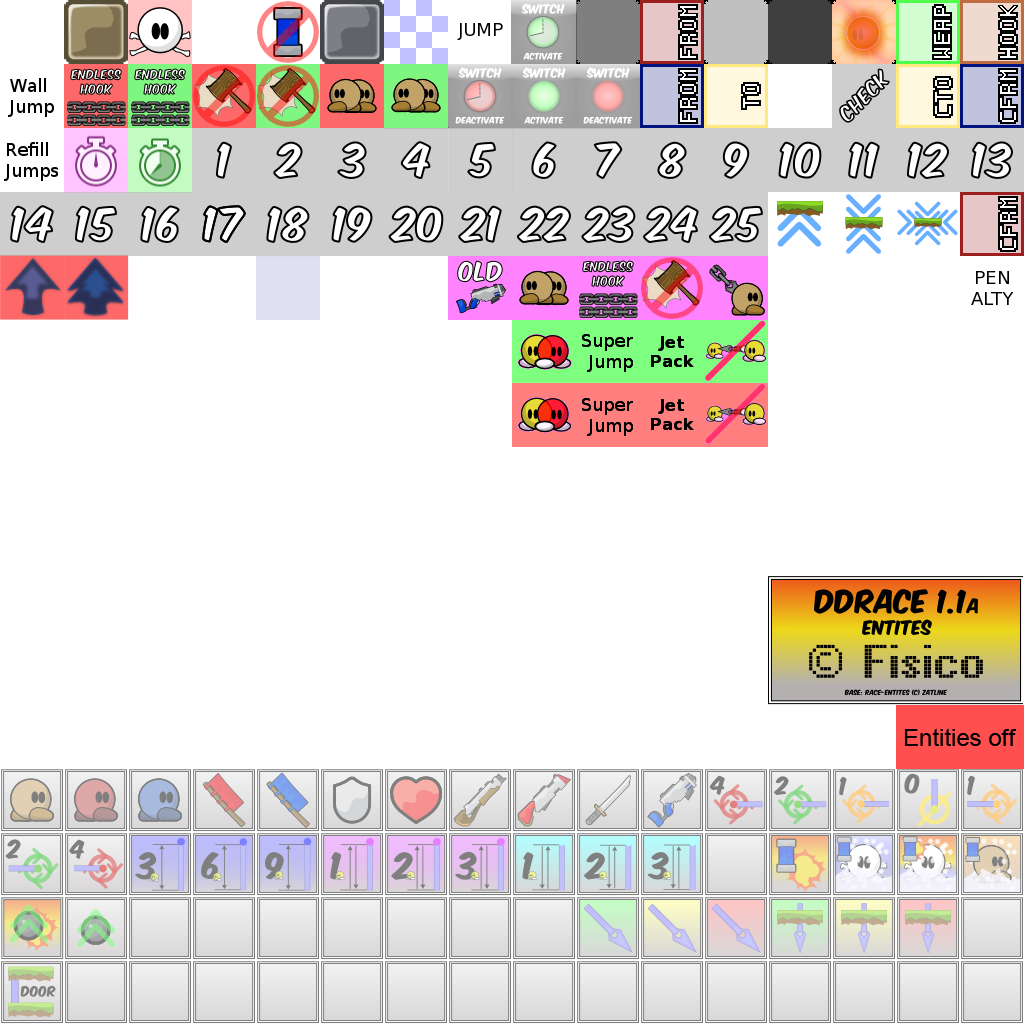 JUMP
SWITCH
ACTIVATE
FROM
WEAP
HOOK
Wall
Jump
ENDLESS
HOOK
ENDLESS
HOOK
SWITCH
DEACTIVATE
SWITCH
ACTIVATE
SWITCH
DEACTIVATE
FROM
TO
CHECK
CTO
CFRM
Refill
Jumps
1 2 3 4 5 6 7 8 9 10 11 12 13
14 15 16 17 18 19 20 21 22 23 24 25
CFRM
OLD
ENDLESS
HOOK
PEN
ALTY
Super
Jump
Jet
Pack
Super
Jump
Jet
Pack
DDRACE 1.1A
ENTITES
© Fisico
BASE: RACE-ENTITES (C) ZATLINE
Entities off
4 2 1 0 1
2 4 3 6 9 1 2 3 1 2 3
DOOR